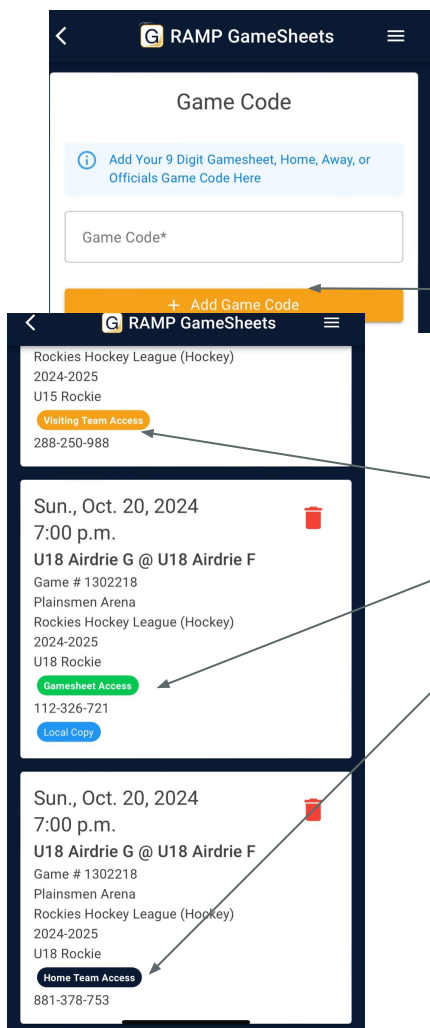 G RAMP GameSheets
Game Code
Add Your 9 Digit Gamesheet, Home, Away, or
Officials Game Code Here
Game Code*
+ Add Game Code
G RAMP GameSheets
Rockies Hockey League (Hockey)
2024-2025
U15 Rockie
Visiting Team Access
288-250-988
Sun., Oct. 20, 2024
7:00 p.m.
U18 Airdrie G @ U18 Airdrie F
Game # 1302218
Plainsmen Arena
Rockies Hockey League (Hockey)
2024-2025
U18 Rockie
Gamesheet Access
112-326-721
Local Copy
Sun., Oct. 20, 2024
7:00 p.m.
U18 Airdrie G @ U18 Airdrie F
Game # 1302218
Plainsmen Arena
Rockies Hockey League (Hockey)
2024-2025
U18 Rockie
Home Team Access
881-378-753